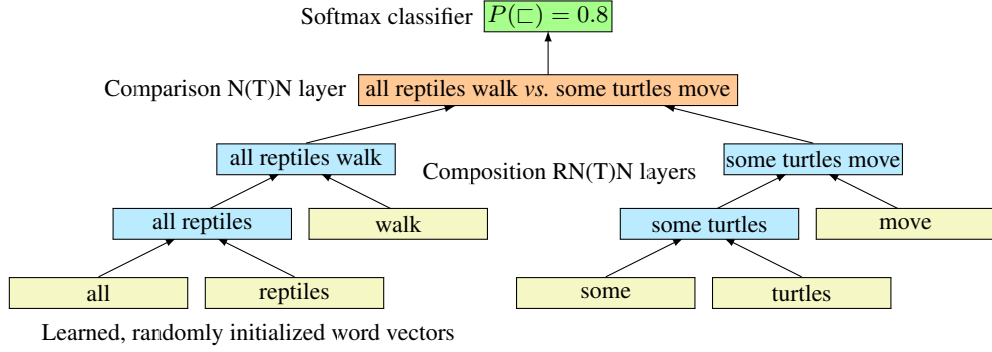 Softmax classifier P(⊏) = 0.8
Comparison N(T)N layer all reptiles walk vs. some turtles move
all reptiles walk Composition RN(T)N layers some turtles move
all reptiles walk some turtles move
all reptiles some turtles
Learned, randomly initialized word vectors